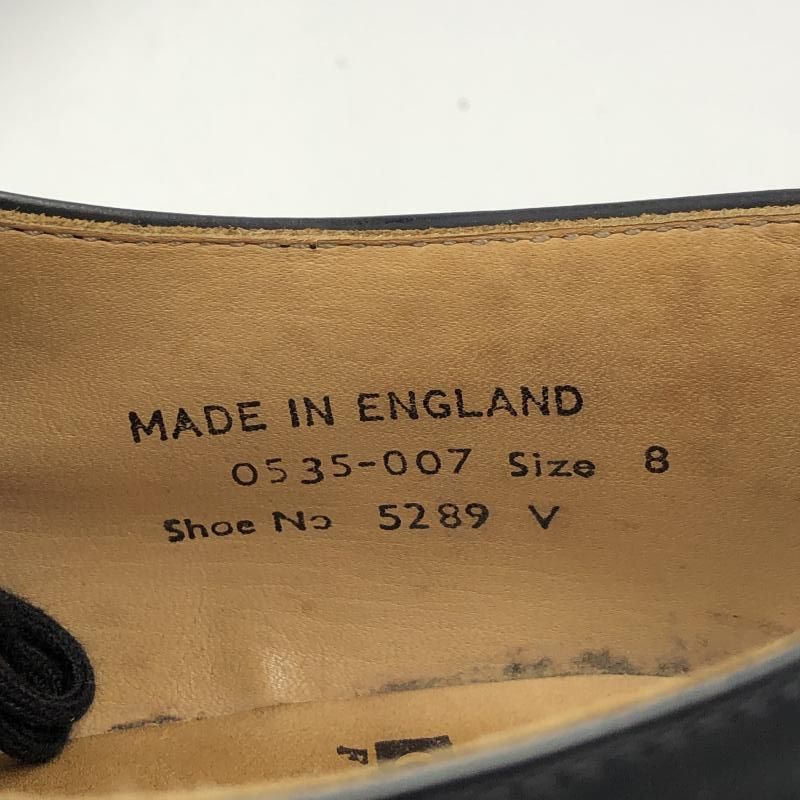 MADE IN ENGLAND
0535-007 Size 8
Shoe No 5289 V